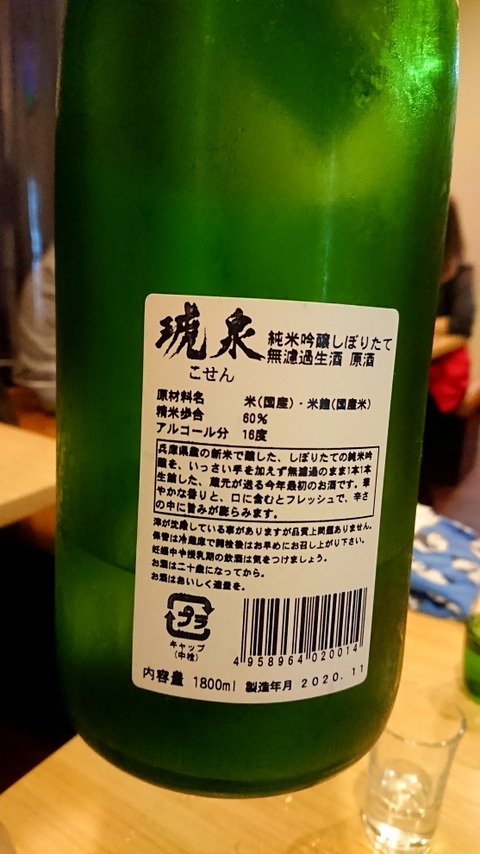 琥泉 純米吟醸しぼりたて
無濾過生酒 原酒
こせん
原材料名 米(国産)・米麹(国産米)
精米歩合 60%
アルコール分 16度
兵庫県産の新米で醸した、しぼりたての純米吟
醸を、いっさい手を加えず無濾過のまま1本1本
生詰した、蔵元が送る今年最初のお酒です。華
やかな香りと、口に含むとフレッシュで、辛さ
の中に旨みが膨らみます。
滓が沈殿している事がありますが品質上問題ありません。
保管は冷蔵庫で開栓後はお早めにお召し上がり下さい。
妊娠中や授乳期の飲酒は気をつけましょう。
お酒は二十歳になってから。
お酒はおいしく適量を。
プラ
キャップ
(中栓)
4 958964 020014
内容量 1800ml 製造年月 2020.11